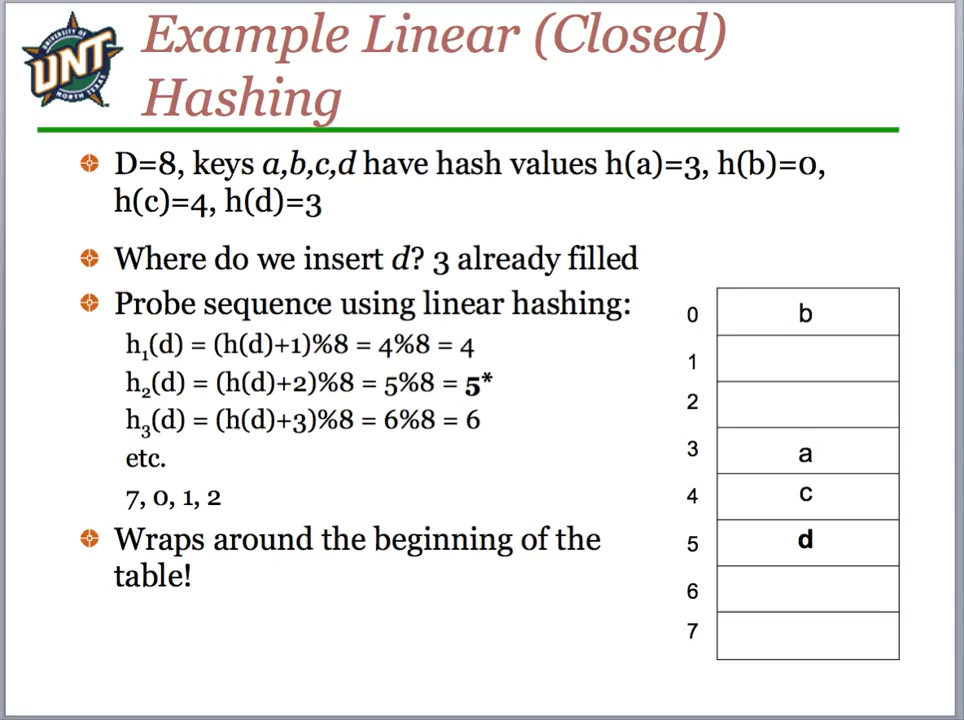 UNIVERSITY OF
UNT
NORTH TEXAS
Example Linear (Closed)
Hashing
D=8, keys a,b,c,d have hash values h(a)=3, h(b)=0,
h(c)=4, h(d)=3
Where do we insert d? 3 already filled
Probe sequence using linear hashing:
h₁(d) = (h(d)+1)%8 = 4%8 = 4
h₂(d) = (h(d)+2)%8 = 5%8 = 5*
h₃(d) = (h(d)+3)%8 = 6%8 = 6
etc.
7, 0, 1, 2
Wraps around the beginning of the
table!
0 b
1
2
3 a
4 c
5 d
6
7